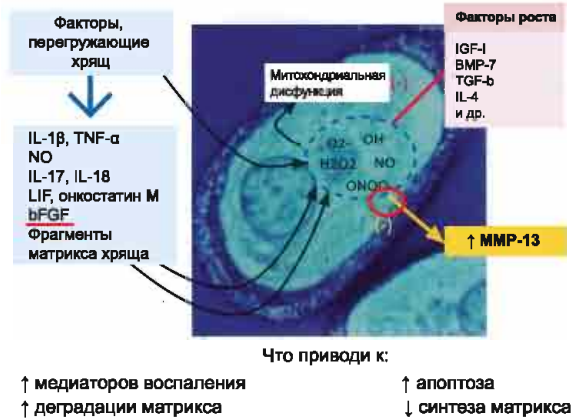 Факторы,
перегружающие
хрящ
IL-1β, TNF-α
NO
IL-17, IL-18
LIF, онкостатин М
bFGF
Фрагменты
матрикса хряща
Митохондриальная
дисфункция
(-)
O2- OH
H2O2 NO
ONOO
(-)
Факторы роста
IGF-I
BMP-7
TGF-b
IL-4
и др.
↑ MMP-13
Что приводи к:
↑ медиаторов воспаления
↑ деградации матрикса
↑ апоптоза
↓ синтеза матрикса